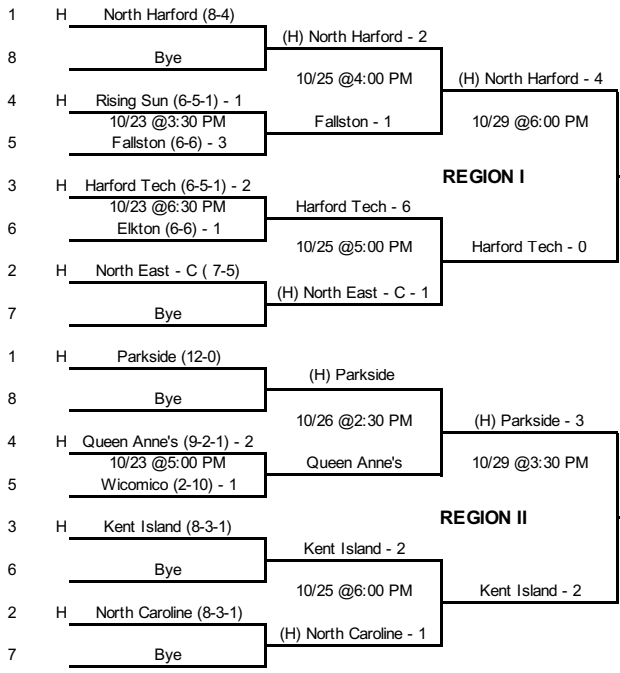 1 H North Harford (8-4)
(H) North Harford - 2
8 Bye
10/25 @4:00 PM
(H) North Harford - 4
4 H Rising Sun (6-5-1) - 1
10/23 @3:30 PM
Fallston - 1
10/29 @6:00 PM
5 Fallston (6-6) - 3
REGION I
3 H Harford Tech (6-5-1) - 2
10/23 @6:30 PM
Harford Tech - 6
6 Elkton (6-6) - 1
10/25 @5:00 PM
Harford Tech - 0
2 H North East - C ( 7-5)
(H) North East - C - 1
7 Bye
1 H Parkside (12-0)
(H) Parkside
8 Bye
10/26 @2:30 PM
(H) Parkside - 3
4 H Queen Anne's (9-2-1) - 2
10/23 @5:00 PM
Queen Anne's
10/29 @3:30 PM
5 Wicomico (2-10) - 1
REGION II
3 H Kent Island (8-3-1)
Kent Island - 2
6 Bye
10/25 @6:00 PM
Kent Island - 2
2 H North Caroline (8-3-1)
(H) North Caroline - 1
7 Bye